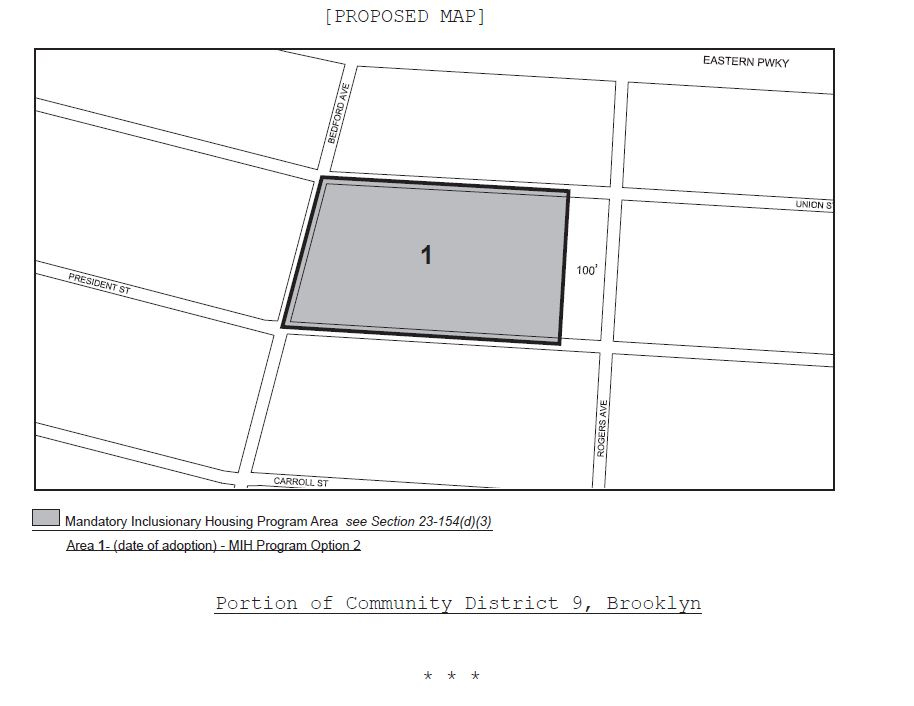 [PROPOSED MAP]
EASTERN PWKY
BEDFORD AVE
UNION S
1
100'
PRESIDENT ST
ROGERS AVE
CARROLL ST
Mandatory Inclusionary Housing Program Area see Section 23-154(d)(3)
Area 1- (date of adoption) - MIH Program Option 2
Portion of Community District 9, Brooklyn
* * *